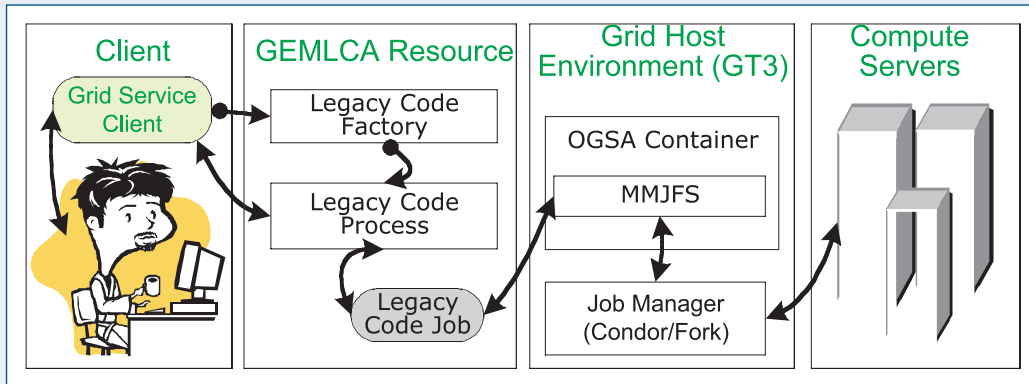 Client
Grid Service
Client
GEMLCA Resource
Legacy Code
Factory
Legacy Code
Process
Legacy
Code Job
Grid Host
Environment (GT3)
OGSA Container
MMJFS
Job Manager
(Condor/Fork)
Compute
Servers